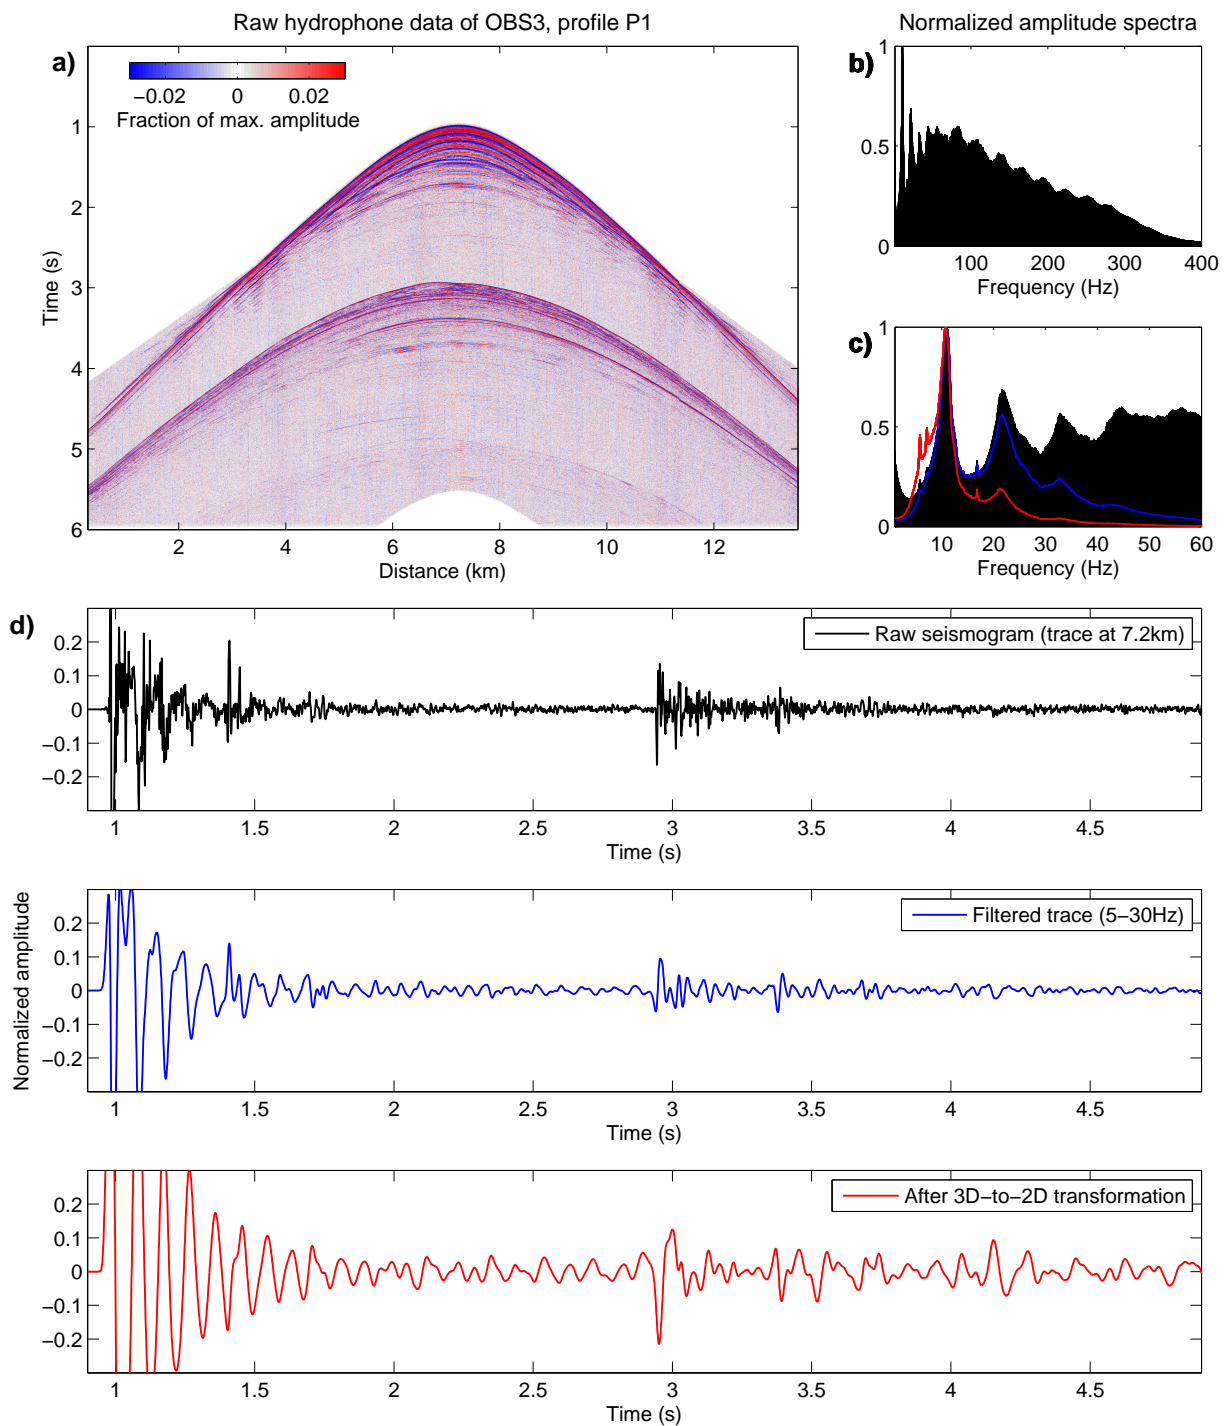 Raw hydrophone data of OBS3, profile P1
a)
−0.02 0 0.02
Fraction of max. amplitude
1
2
3
4
5
6
Time (s)
2 4 6 8 10 12
Distance (km)
Normalized amplitude spectra
b)
1
0.5
0
100 200 300 400
Frequency (Hz)
c)
1
0.5
0
10 20 30 40 50 60
Frequency (Hz)
d)
Raw seismogram (trace at 7.2km)
0.2
0.1
0
−0.1
−0.2
1 1.5 2 2.5 3 3.5 4 4.5
Time (s)
Normalized amplitude
Filtered trace (5−30Hz)
0.2
0.1
0
−0.1
−0.2
1 1.5 2 2.5 3 3.5 4 4.5
Time (s)
After 3D−to−2D transformation
0.2
0.1
0
−0.1
−0.2
1 1.5 2 2.5 3 3.5 4 4.5
Time (s)